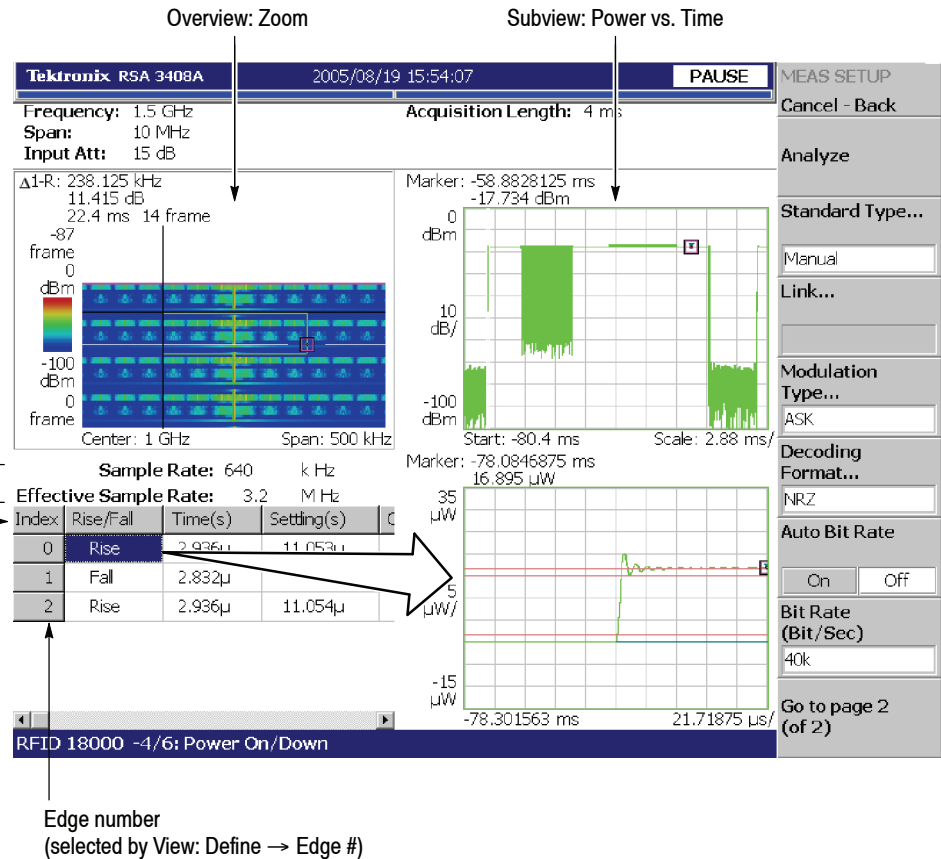 Overview: Zoom
Subview: Power vs. Time
Tektronix RSA 3408A
2005/08/19 15:54:07
PAUSE
Frequency: 1.5 GHz
Span: 10 MHz
Input Att: 15 dB
Acquisition Length: 4 ms
Δ1-R: 238.125 kHz
11.415 dB
22.4 ms 14 frame
-87
frame
0
dBm
-100
dBm
0
frame
Center: 1 GHz
Span: 500 kHz
Marker: -58.8828125 ms
-17.734 dBm
0
dBm
10
dB/
-100
dBm
Start: -80.4 ms
Scale: 2.88 ms/
Sample Rate: 640 k Hz
Effective Sample Rate: 3.2 M Hz
Index Rise/Fall Time(s) Settling(s) C
0 Rise 2.936µ 11.053µ
1 Fall 2.832µ
2 Rise 2.936µ 11.054µ
Marker: -78.0846875 ms
16.895 µW
35
µW
5
µW/
-15
µW
-78.301563 ms
21.71875 µs/
RFID 18000 -4/6: Power On/Down
MEAS SETUP
Cancel - Back
Analyze
Standard Type...
Manual
Link...
Modulation
Type...
ASK
Decoding
Format...
NRZ
Auto Bit Rate
On Off
Bit Rate
(Bit/Sec)
40k
Go to page 2
(of 2)
Edge number
(selected by View: Define → Edge #)